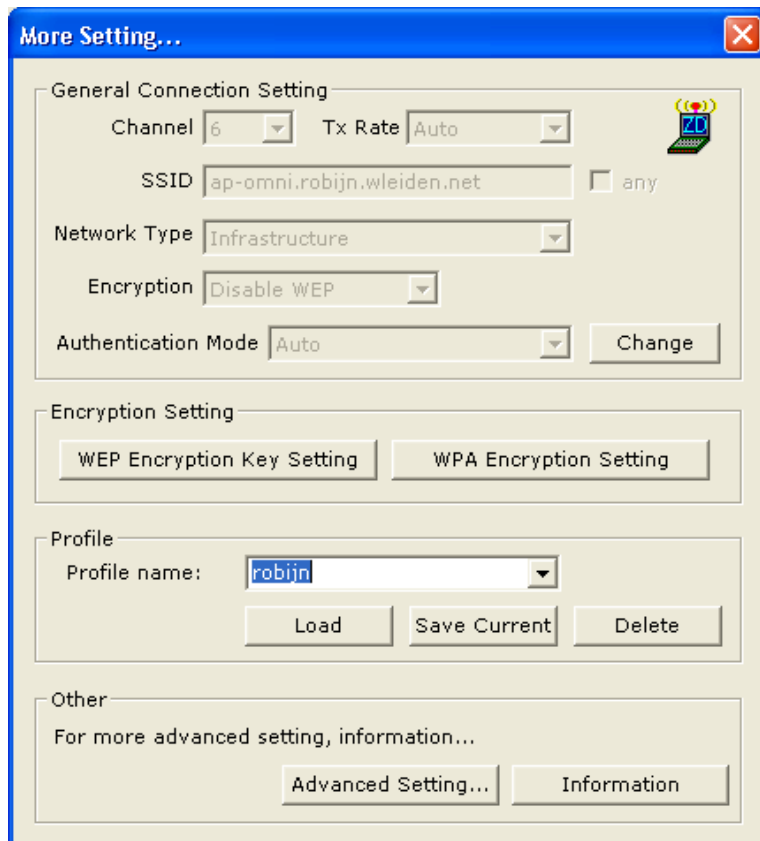 More Setting...
General Connection Setting
Channel 6 Tx Rate Auto
ZD
SSID ap-omni.robijn.wleiden.net any
Network Type Infrastructure
Encryption Disable WEP
Authentication Mode Auto Change
Encryption Setting
WEP Encryption Key Setting WPA Encryption Setting
Profile
Profile name: robijn
Load Save Current Delete
Other
For more advanced setting, information...
Advanced Setting... Information